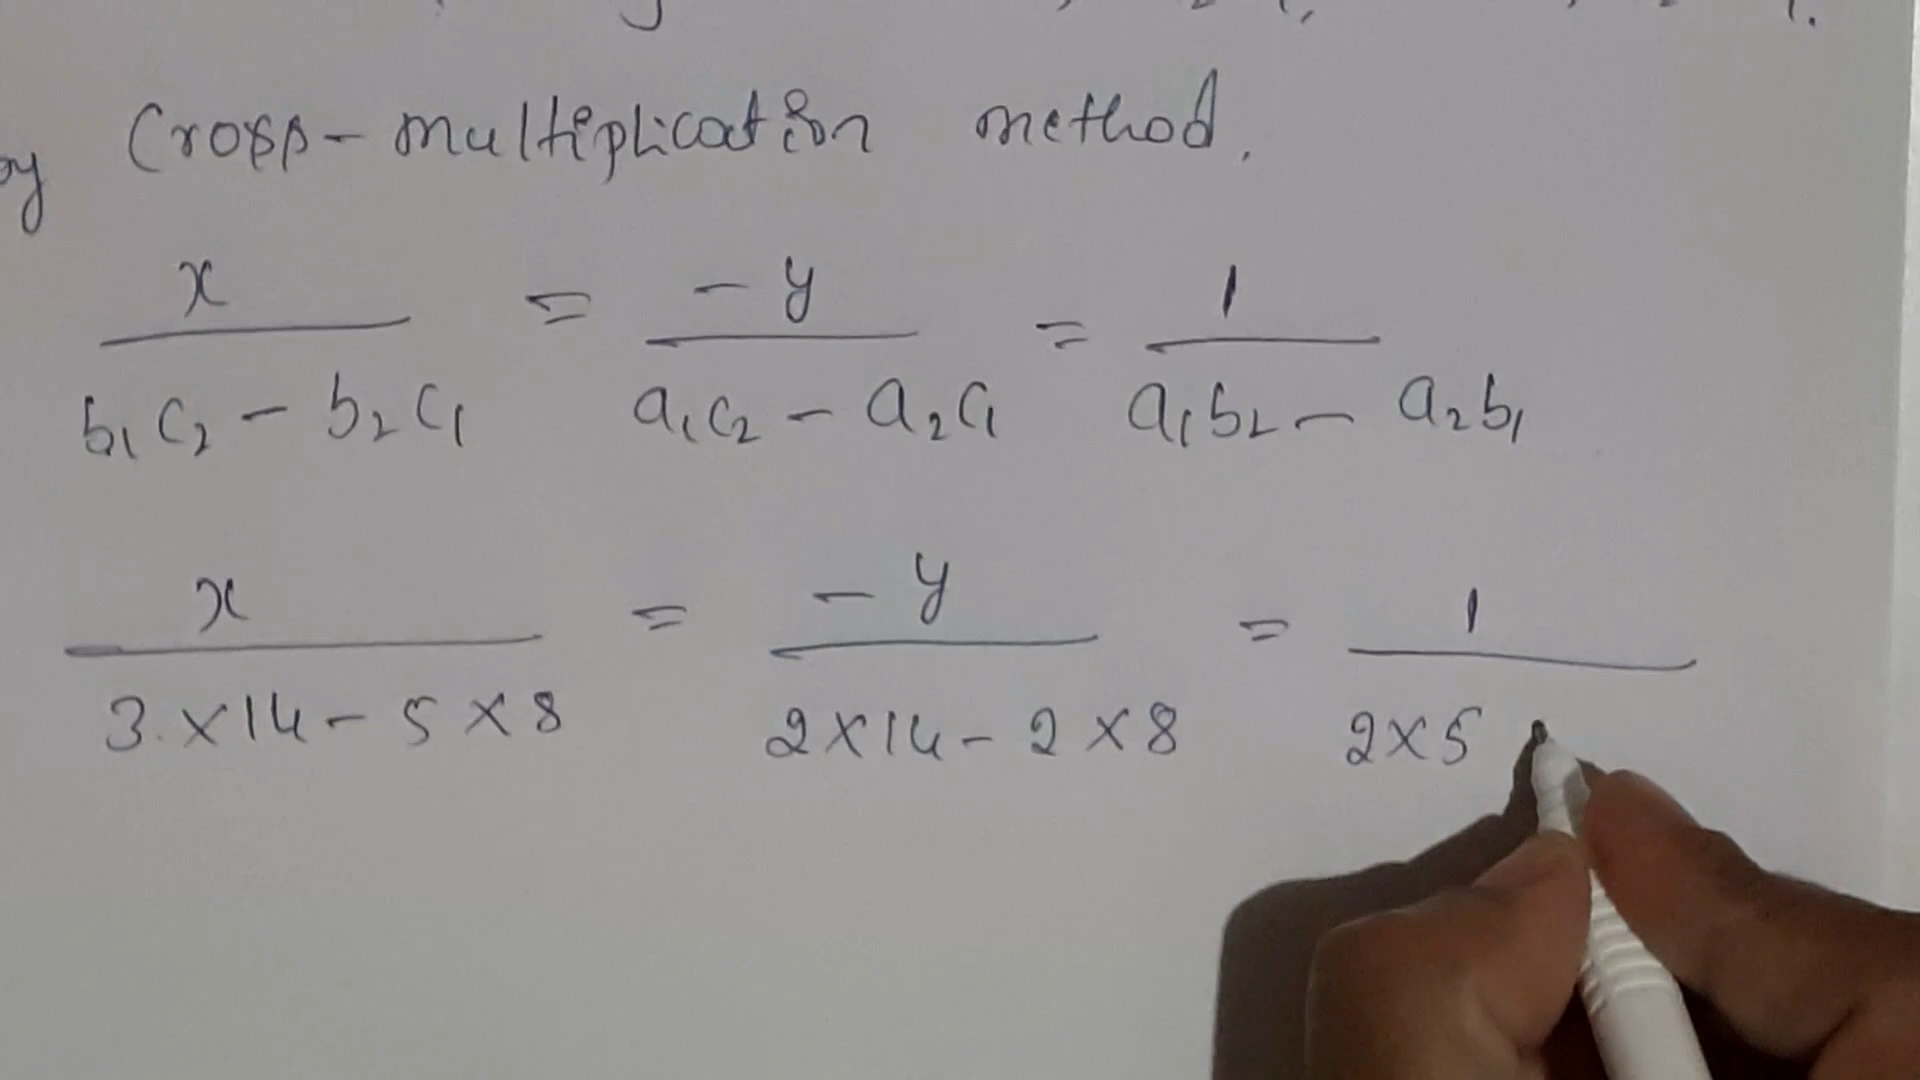 by Cross-multiplication method.
x = -y = 1
b₁c₂ - b₂c₁ a₁c₂ - a₂c₁ a₁b₂ - a₂b₁
x = -y = 1
3.×14 - 5×8 2×14 - 2×8 2×5